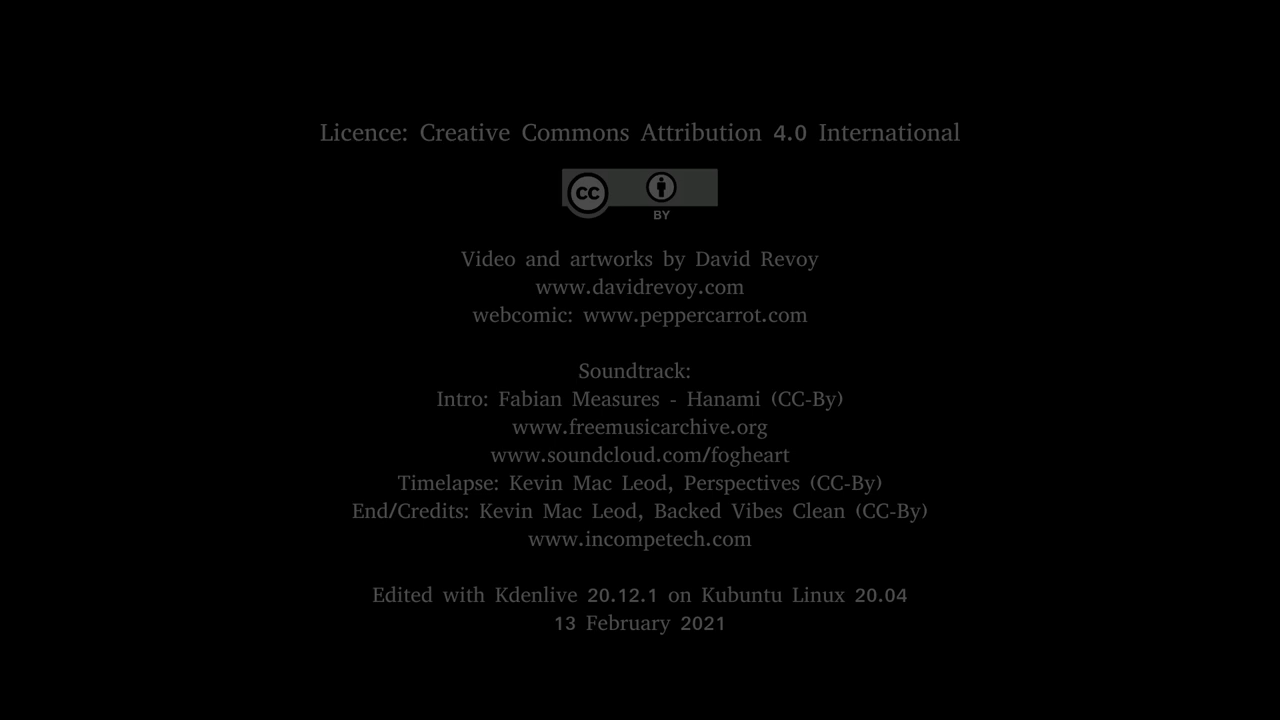 Licence: Creative Commons Attribution 4.0 International
CC
BY
Video and artworks by David Revoy
www.davidrevoy.com
webcomic: www.peppercarrot.com
Soundtrack:
Intro: Fabian Measures - Hanami (CC-By)
www.freemusicarchive.org
www.soundcloud.com/fogheart
Timelapse: Kevin Mac Leod, Perspectives (CC-By)
End/Credits: Kevin Mac Leod, Backed Vibes Clean (CC-By)
www.incompetech.com
Edited with Kdenlive 20.12.1 on Kubuntu Linux 20.04
13 February 2021